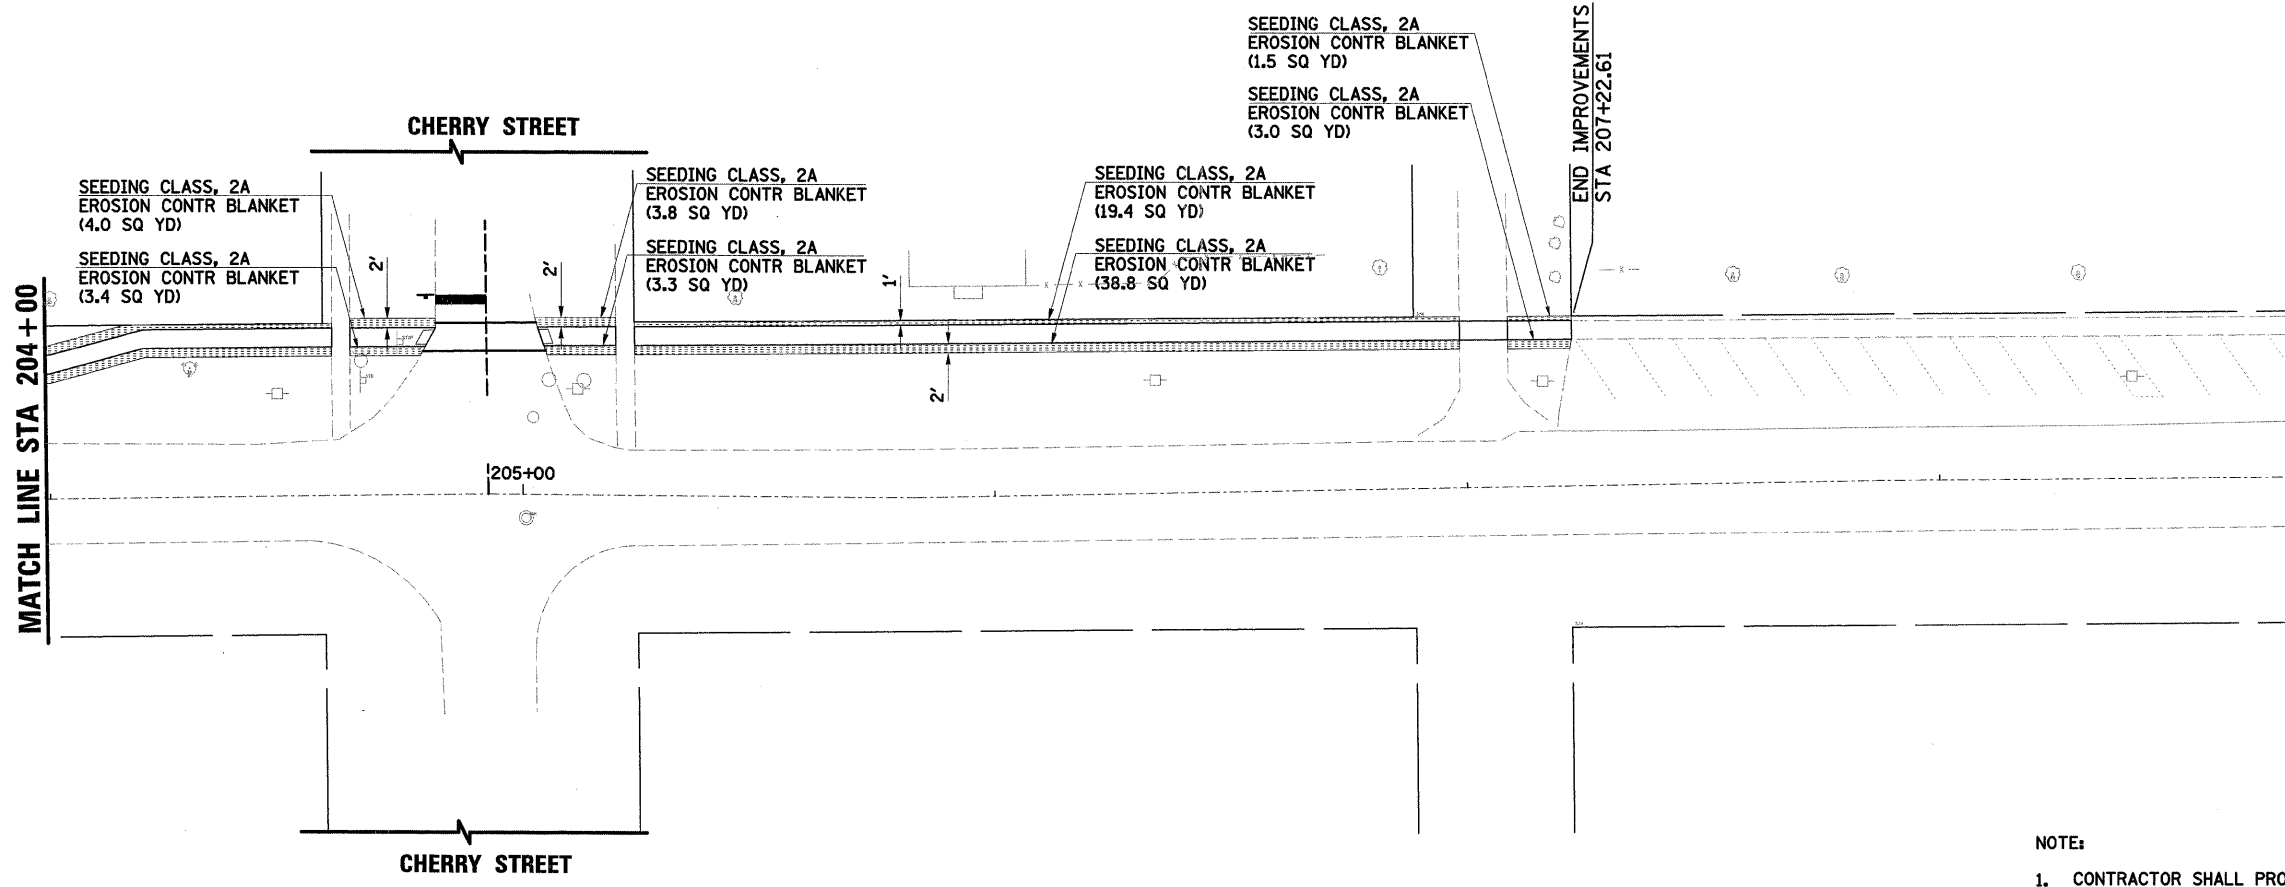 SEEDING CLASS, 2A
EROSION CONTR BLANKET
(1.5 SQ YD)
SEEDING CLASS, 2A
EROSION CONTR BLANKET
(3.0 SQ YD)
END IMPROVEMENTS
STA 207+22.61
CHERRY STREET
SEEDING CLASS, 2A
EROSION CONTR BLANKET
(4.0 SQ YD)
SEEDING CLASS, 2A
EROSION CONTR BLANKET
(3.8 SQ YD)
SEEDING CLASS, 2A
EROSION CONTR BLANKET
(19.4 SQ YD)
SEEDING CLASS, 2A
EROSION CONTR BLANKET
(3.4 SQ YD)
2'
2'
SEEDING CLASS, 2A
EROSION CONTR BLANKET
(3.3 SQ YD)
1'
SEEDING CLASS, 2A
EROSION CONTR BLANKET
(38.8 SQ YD)
2'
MATCH LINE STA 204+00
205+00
CHERRY STREET
NOTE:
1. CONTRACTOR SHALL PRO